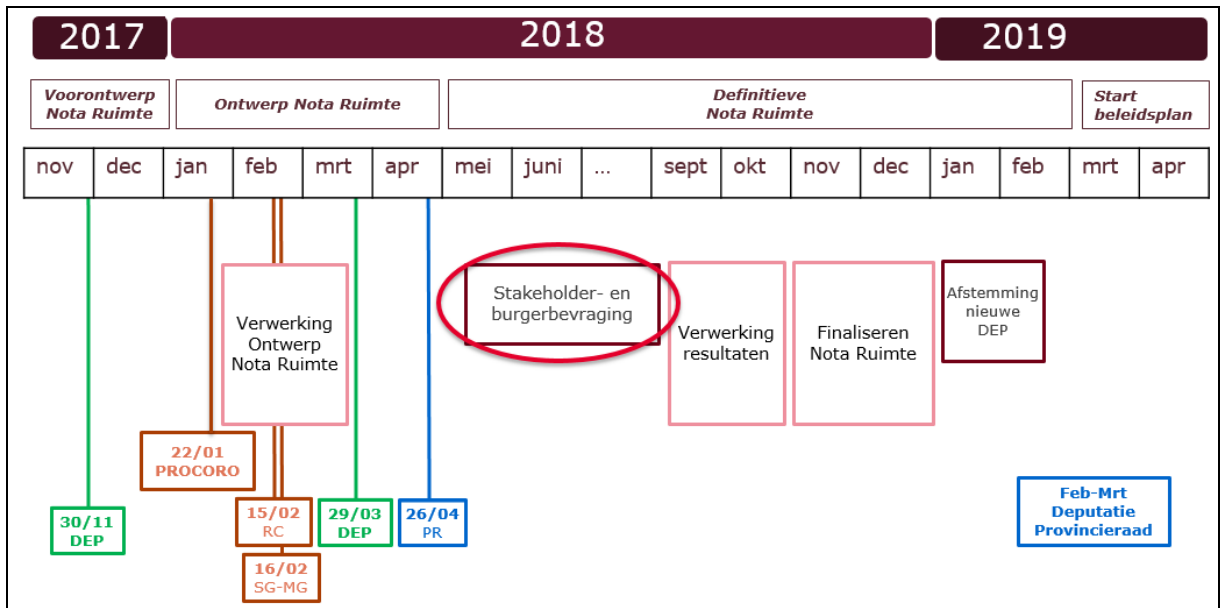 2017 2018 2019
Voorontwerp
Nota Ruimte
Ontwerp Nota Ruimte
Definitieve
Nota Ruimte
Start
beleidsplan
nov dec jan feb mrt apr mei juni ... sept okt nov dec jan feb mrt apr
Stakeholder- en
burgerbevraging
Verwerking
Ontwerp
Nota Ruimte
Verwerking
resultaten
Finaliseren
Nota Ruimte
Afstemming
nieuwe
DEP
22/01
PROCORO
30/11
DEP
15/02
RC
16/02
SG-MG
29/03
DEP
26/04
PR
Feb-Mrt
Deputatie
Provincieraad